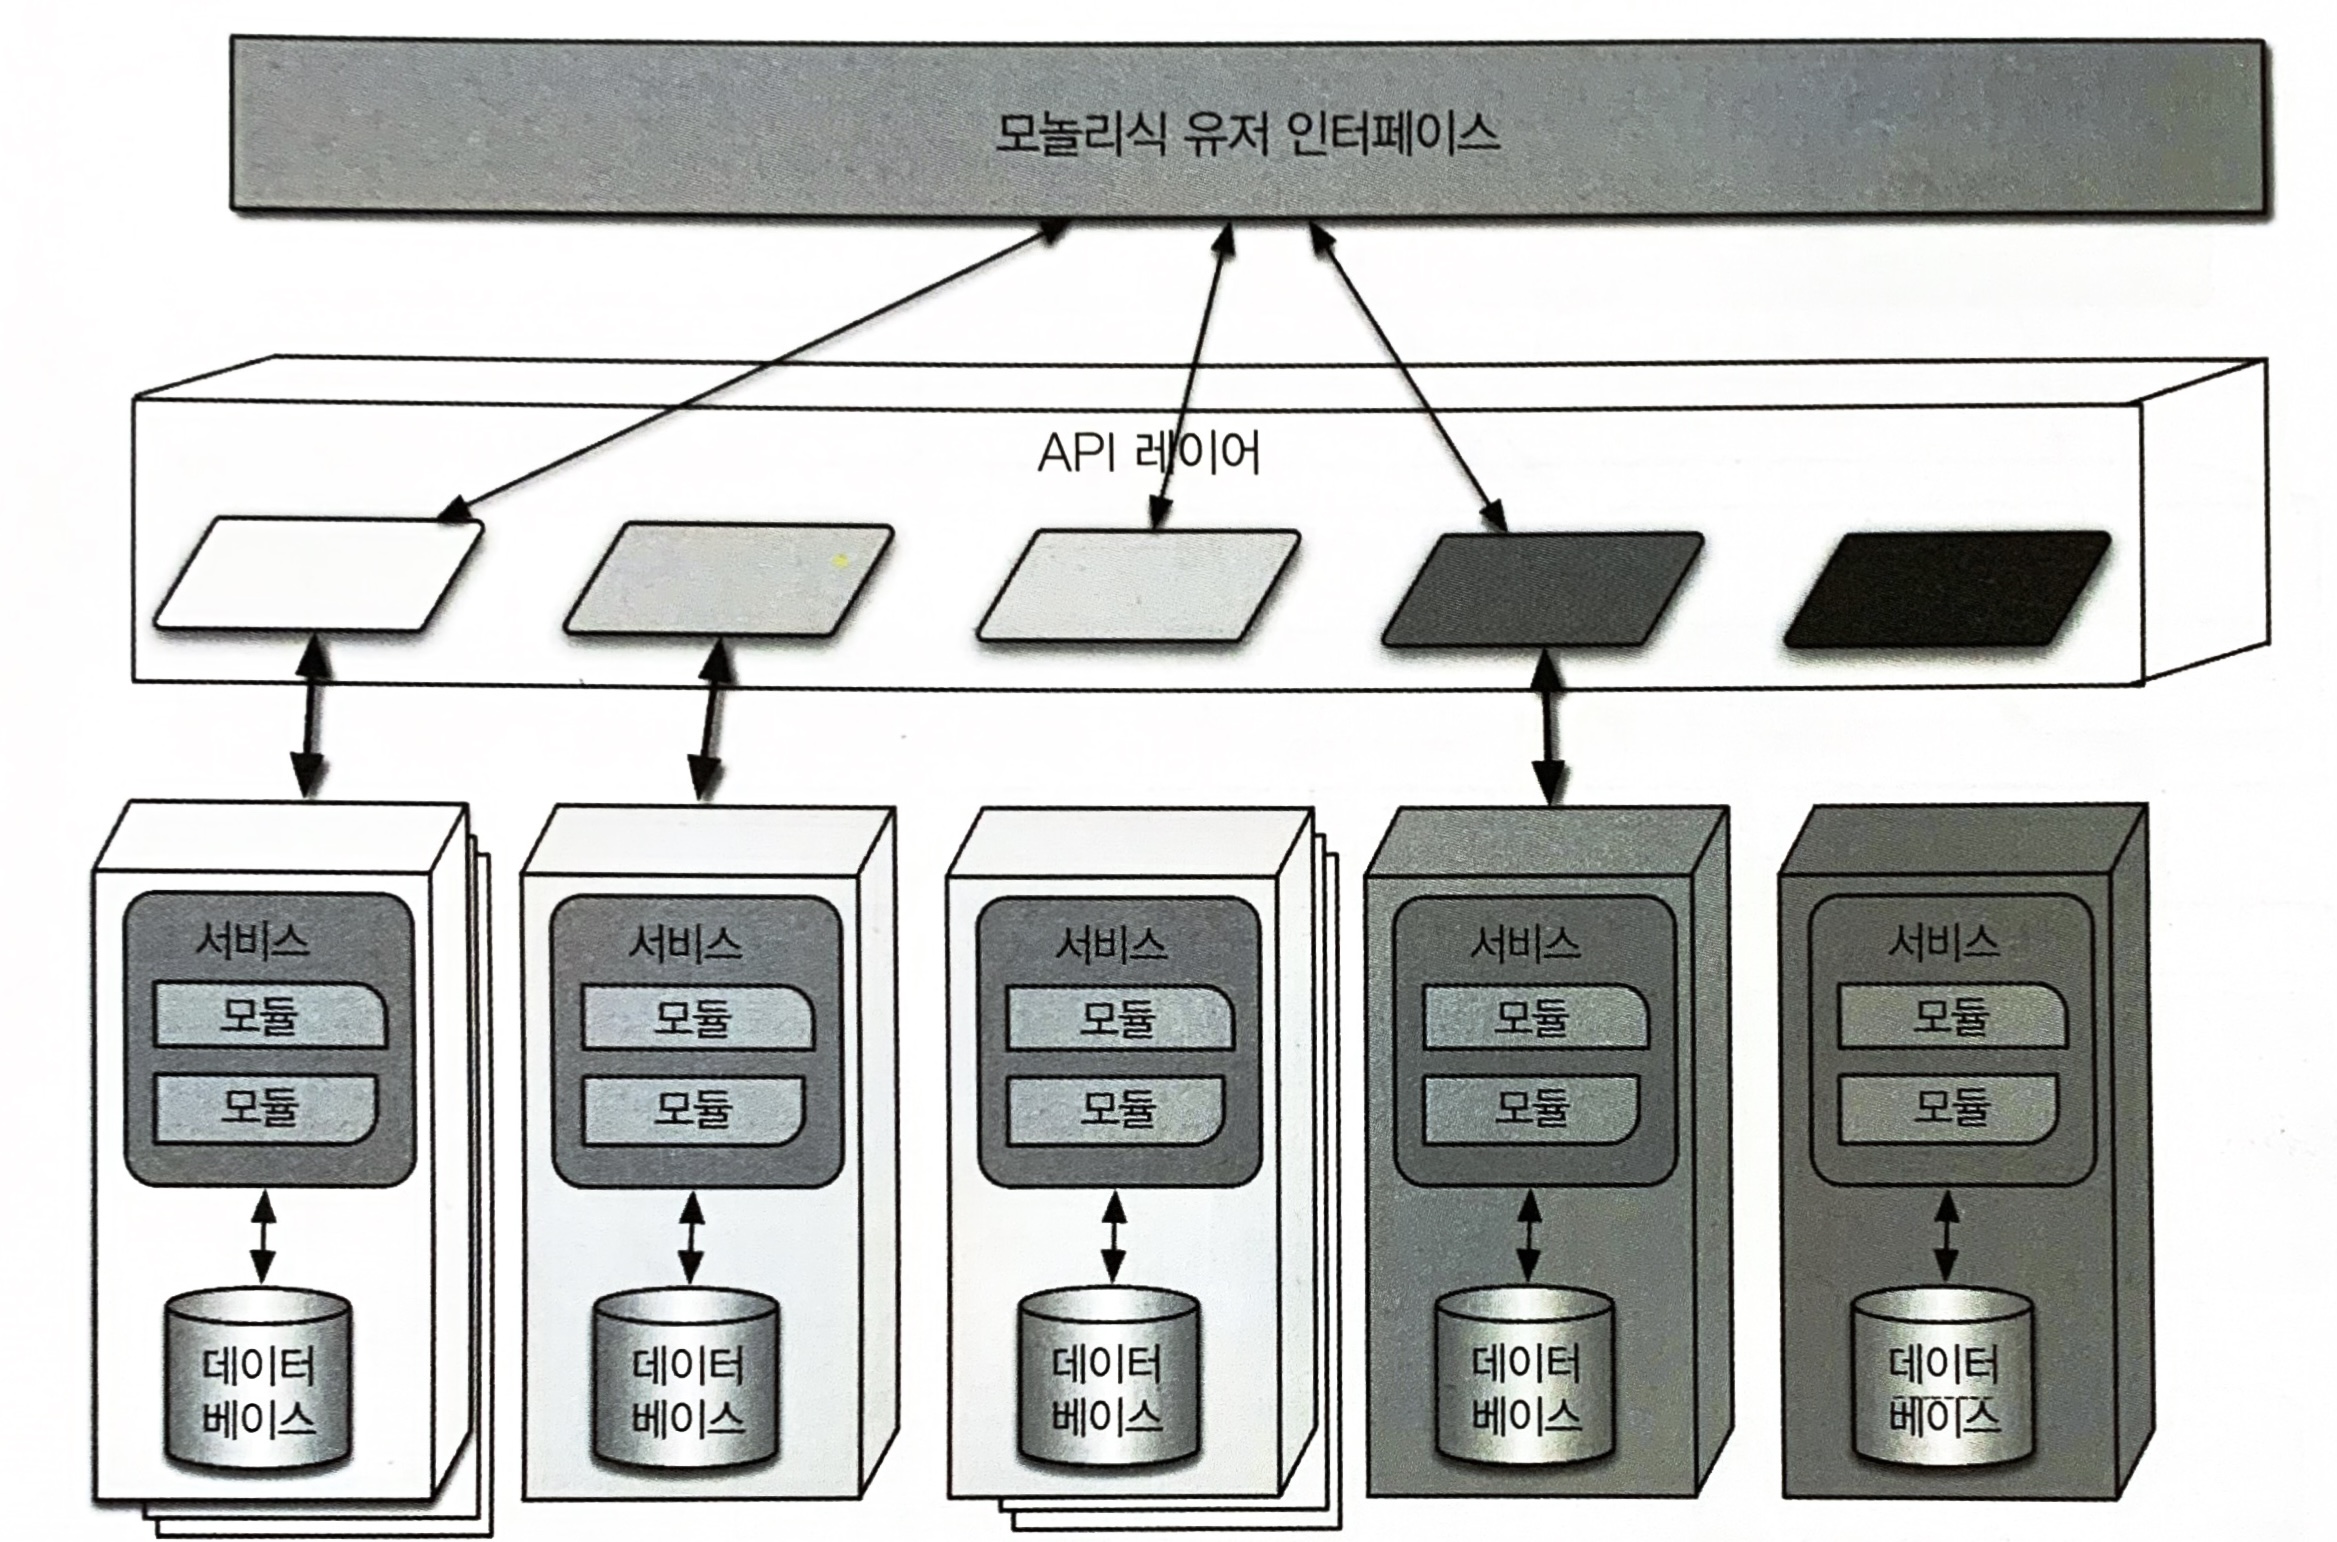 모놀리식 유저 인터페이스
API 레이어
서비스
모듈
모듈
데이터
베이스
서비스
모듈
모듈
데이터
베이스
서비스
모듈
모듈
데이터
베이스
서비스
모듈
모듈
데이터
베이스
서비스
모듈
모듈
데이터
베이스